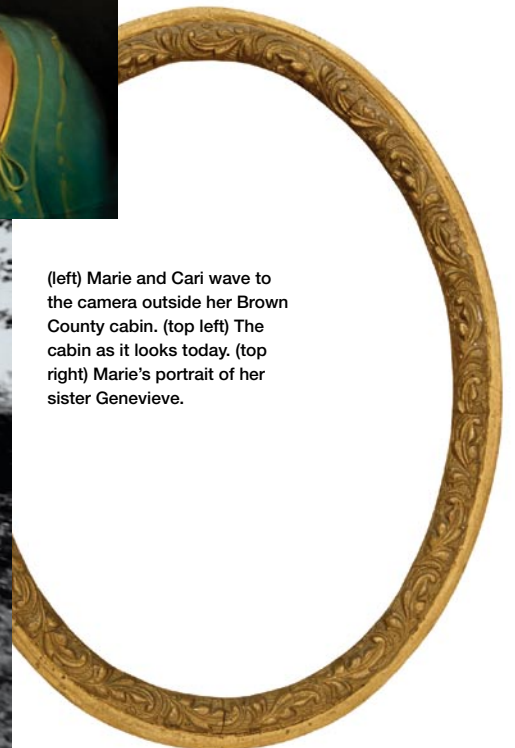 (left) Marie and Cari wave to
the camera outside her Brown
County cabin. (top left) The
cabin as it looks today. (top
right) Marie’s portrait of her
sister Genevieve.